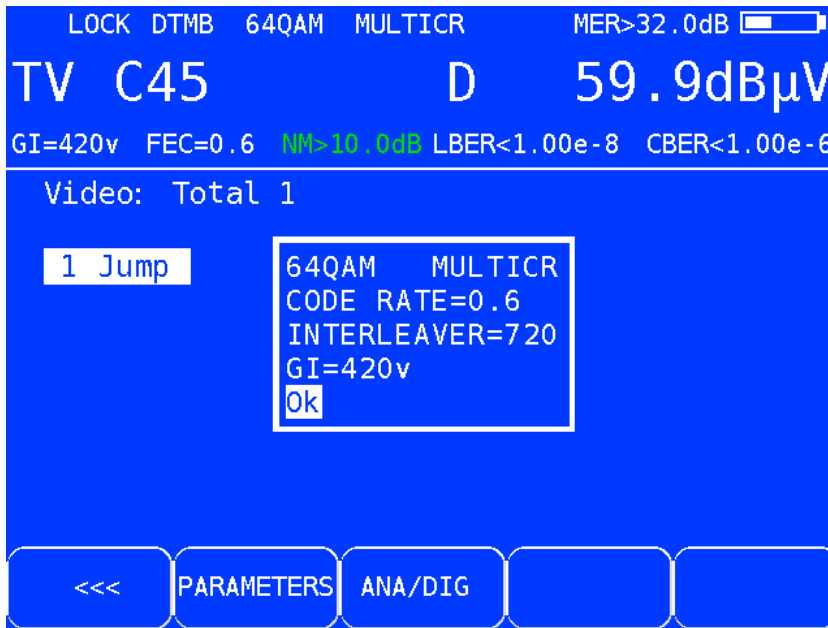 LOCK DTMB 64QAM MULTICR MER>32.0dB
TV C45 D 59.9dBµV
GI=420v FEC=0.6 NM>10.0dB LBER<1.00e-8 CBER<1.00e-6
Video: Total 1
1 Jump
64QAM MULTICR
CODE RATE=0.6
INTERLEAVER=720
GI=420v
Ok
<<< PARAMETERS ANA/DIG